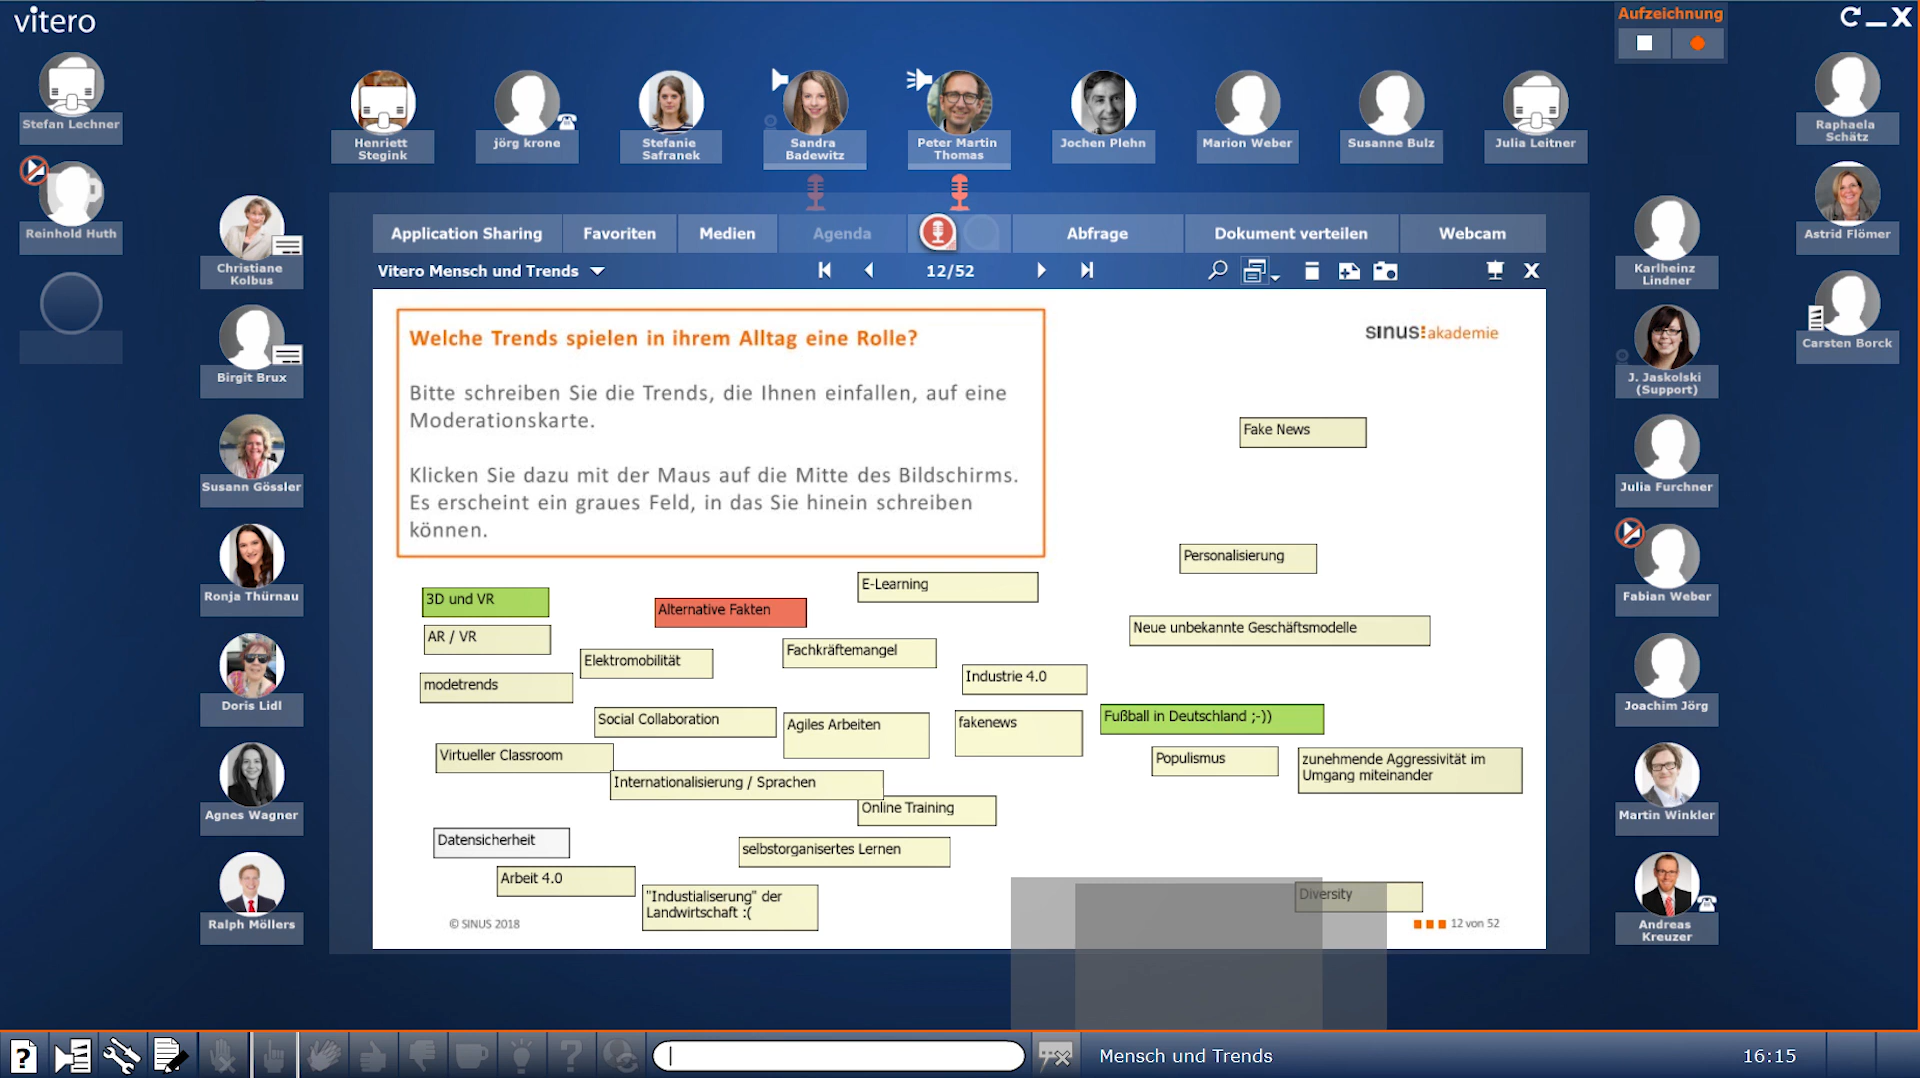 vitero
Aufzeichnung
Stefan Lechner
Reinhold Huth
Henriett
Stegink
jörg krone
Stefanie
Safranek
Sandra
Badewitz
Peter Martin
Thomas
Jochen Plehn
Marion Weber
Susanne Bulz
Julia Leitner
Raphaela
Schätz
Astrid Flömer
Carsten Borck
Christiane
Kolbus
Birgit Brux
Susann Gössler
Ronja Thürnau
Doris Lidl
Agnes Wagner
Ralph Möllers
Karlheinz
Lindner
J. Jaskolski
(Support)
Julia Furchner
Fabian Weber
Joachim Jörg
Martin Winkler
Andreas
Kreuzer
Application Sharing
Favoriten
Medien
Agenda
Abfrage
Dokument verteilen
Webcam
Vitero Mensch und Trends
12/52
Welche Trends spielen in ihrem Alltag eine Rolle?
Bitte schreiben Sie die Trends, die Ihnen einfallen, auf eine
Moderationskarte.
Klicken Sie dazu mit der Maus auf die Mitte des Bildschirms.
Es erscheint ein graues Feld, in das Sie hinein schreiben
können.
sinus:akademie
Fake News
Personalisierung
E-Learning
3D und VR
Alternative Fakten
Neue unbekannte Geschäftsmodelle
AR / VR
Fachkräftemangel
Elektromobilität
Industrie 4.0
modetrends
Social Collaboration
Agiles Arbeiten
fakenews
Fußball in Deutschland ;-))
Virtueller Classroom
Populismus
zunehmende Aggressivität im
Umgang miteinander
Internationalisierung / Sprachen
Online Training
Datensicherheit
selbstorganisertes Lernen
Arbeit 4.0
"Industialiserung" der
Landwirtschaft :(
Diversity
© SINUS 2018
12 von 52
Mensch und Trends
16:15